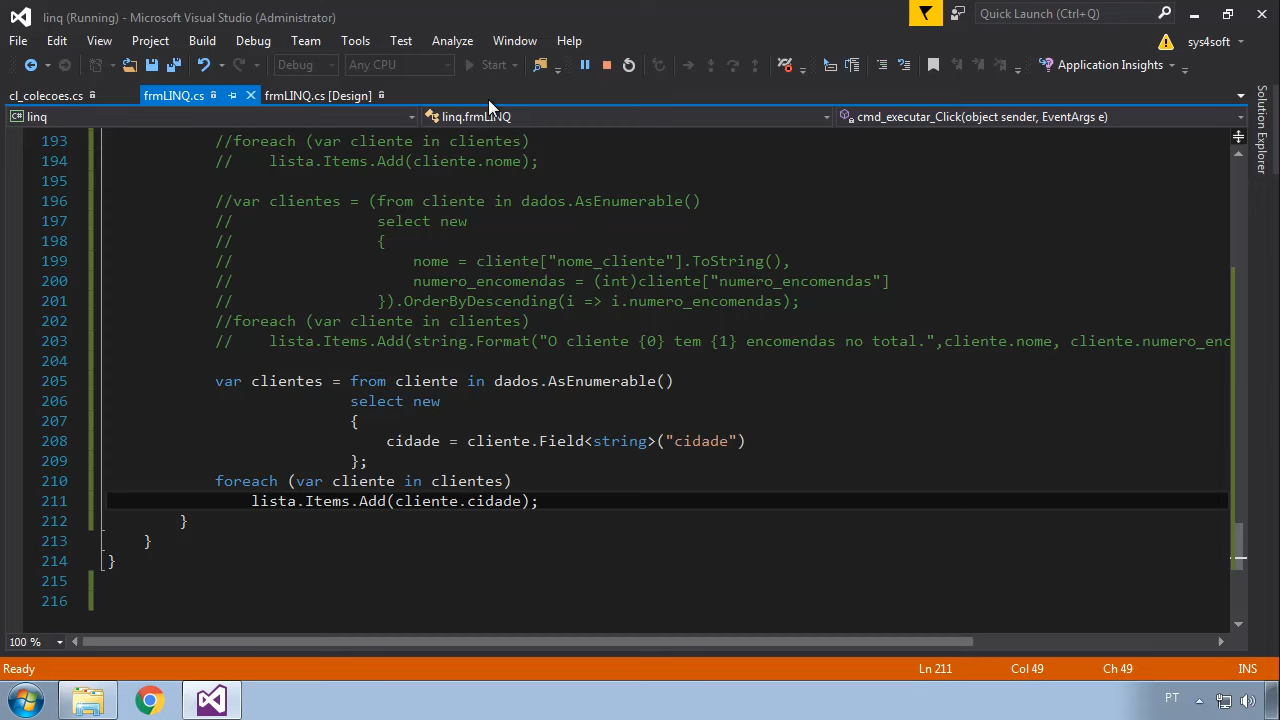 linq (Running) - Microsoft Visual Studio (Administrator)
Quick Launch (Ctrl+Q)
File Edit View Project Build Debug Team Tools Test Analyze Window Help
sys4soft
Debug Any CPU Start Application Insights
cl_colecoes.cs frmLINQ.cs frmLINQ.cs [Design]
linq linq.frmLINQ cmd_executar_Click(object sender, EventArgs e)
Solution Explorer
193 //foreach (var cliente in clientes)
194 //    lista.Items.Add(cliente.nome);
195
196 //var clientes = (from cliente in dados.AsEnumerable()
197 //                select new
198 //                {
199 //                    nome = cliente["nome_cliente"].ToString(),
200 //                    numero_encomendas = (int)cliente["numero_encomendas"]
201 //                }).OrderByDescending(i => i.numero_encomendas);
202 //foreach (var cliente in clientes)
203 //    lista.Items.Add(string.Format("O cliente {0} tem {1} encomendas no total.",cliente.nome, cliente.numero_enc
204
205 var clientes = from cliente in dados.AsEnumerable()
206                select new
207                {
208                    cidade = cliente.Field<string>("cidade")
209                };
210 foreach (var cliente in clientes)
211     lista.Items.Add(cliente.cidade);
212 }
213 }
214 }
215
216
100 %
Ready Ln 211 Col 49 Ch 49 INS
PT